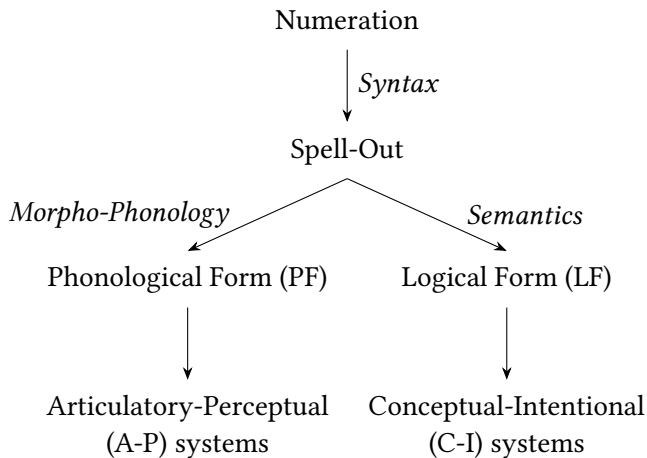 Numeration
Syntax
Spell-Out
Morpho-Phonology
Semantics
Phonological Form (PF)
Logical Form (LF)
Articulatory-Perceptual
(A-P) systems
Conceptual-Intentional
(C-I) systems